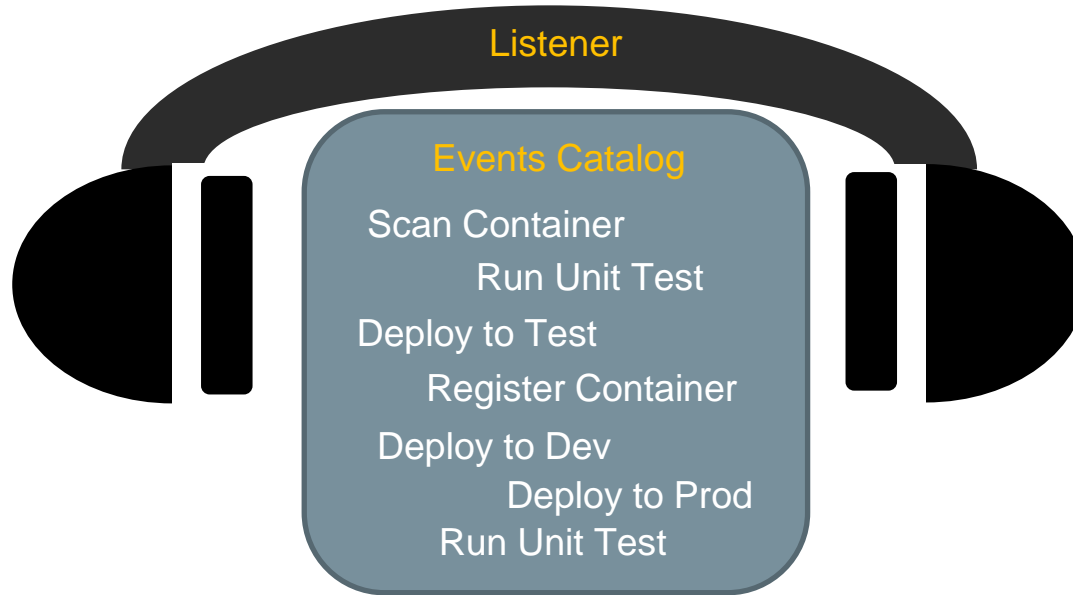 Listener
Events Catalog
Scan Container
Run Unit Test
Deploy to Test
Register Container
Deploy to Dev
Deploy to Prod
Run Unit Test